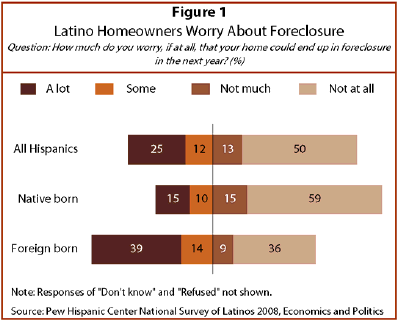 Figure 1
Latino Homeowners Worry About Foreclosure
Question: How much do you worry, if at all, that your home could end up in foreclosure
in the next year? (%)
A lot Some Not much Not at all
All Hispanics 25 12 13 50
Native born 15 10 15 59
Foreign born 39 14 9 36
Note: Responses of "Don't know" and "Refused" not shown.
Source: Pew Hispanic Center National Survey of Latinos 2008, Economics and Politics